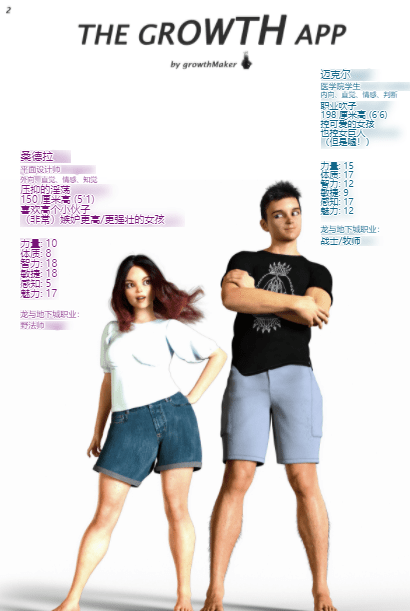 2
THE GROWTH APP
by growthMaker
迈克尔
医学院学生
内向、直觉、情感、判断
职业吹子
198 厘米高 (6'6)
控可爱的女孩
也控女巨人
（但是嘘！）
力量: 15
体质: 17
智力: 12
敏捷: 9
感知: 17
魅力: 12
龙与地下城职业:
战士/牧师
桑德拉
平面设计师
外向带直觉、情感、知觉
压抑的淫荡
150 厘米高 (5'1)
喜欢高个小伙子
（非常）嫉妒更高/更强壮的女孩
力量: 10
体质: 8
智力: 18
敏捷: 18
感知: 5
魅力: 17
龙与地下城职业:
野法师